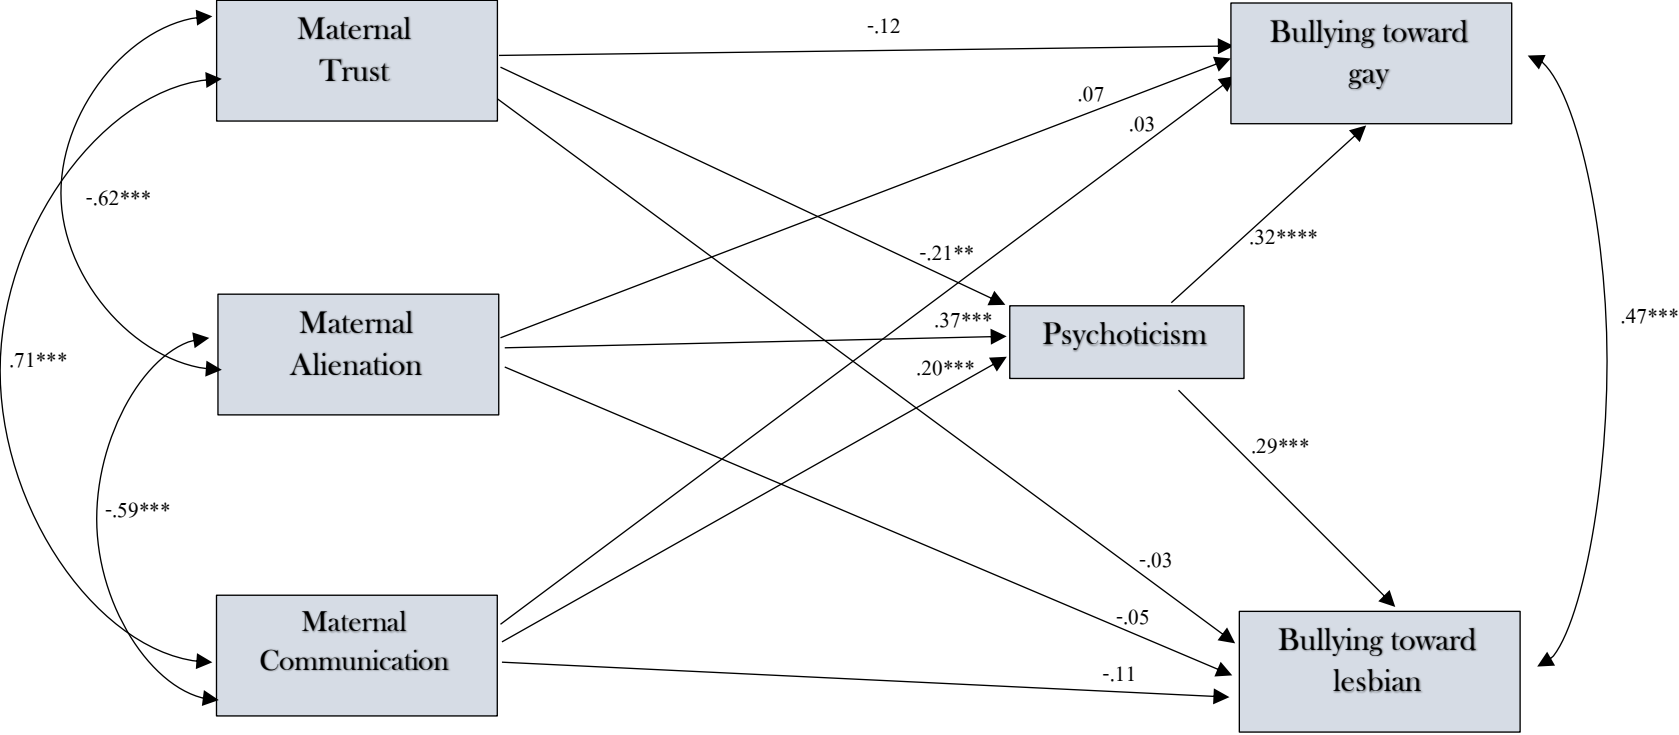 Maternal
Trust
-.12
Bullying toward
gay
.07
.03
-.62***
-.21**
.32****
Maternal
Alienation
.37***
Psychoticism
.47***
.71***
.20***
.29***
-.59***
-.03
Maternal
Communication
-.05
-.11
Bullying toward
lesbian